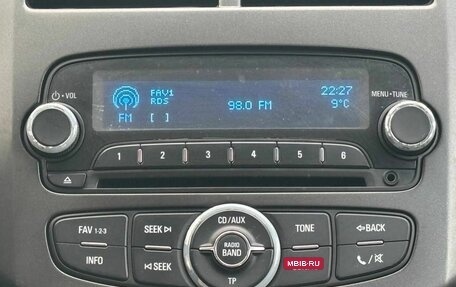 ⏻•VOL
FAV1
RDS
FM
[ ]
98.0 FM
22:27
9°C
MENU•TUNE
1 2 3 4 5 6
FAV 1-2-3
SEEK
CD/AUX
TONE
BACK
INFO
SEEK
RADIO
BAND
TP
MBIB.RU